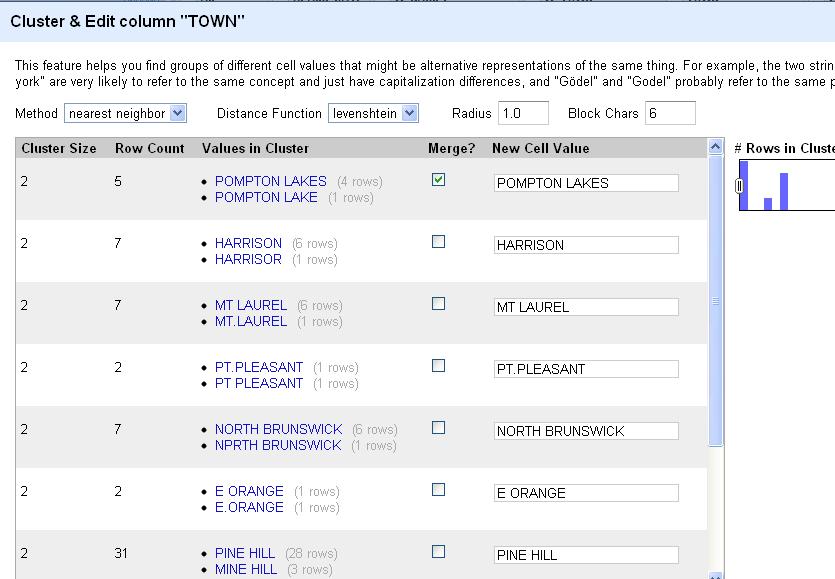 Cluster & Edit column "TOWN"
This feature helps you find groups of different cell values that might be alternative representations of the same thing. For example, the two strin
york" are very likely to refer to the same concept and just have capitalization differences, and "Gödel" and "Godel" probably refer to the same p
Method nearest neighbor Distance Function levenshtein Radius 1.0 Block Chars 6
Cluster Size Row Count Values in Cluster Merge? New Cell Value # Rows in Cluste
2 5 • POMPTON LAKES (4 rows) POMPTON LAKES
• POMPTON LAKE (1 rows)
2 7 • HARRISON (6 rows) HARRISON
• HARRISOR (1 rows)
2 7 • MT LAUREL (6 rows) MT LAUREL
• MT.LAUREL (1 rows)
2 2 • PT.PLEASANT (1 rows) PT.PLEASANT
• PT PLEASANT (1 rows)
2 7 • NORTH BRUNSWICK (6 rows) NORTH BRUNSWICK
• NPRTH BRUNSWICK (1 rows)
2 2 • E ORANGE (1 rows) E ORANGE
• E.ORANGE (1 rows)
2 31 • PINE HILL (28 rows) PINE HILL
• MINE HILL (3 rows)